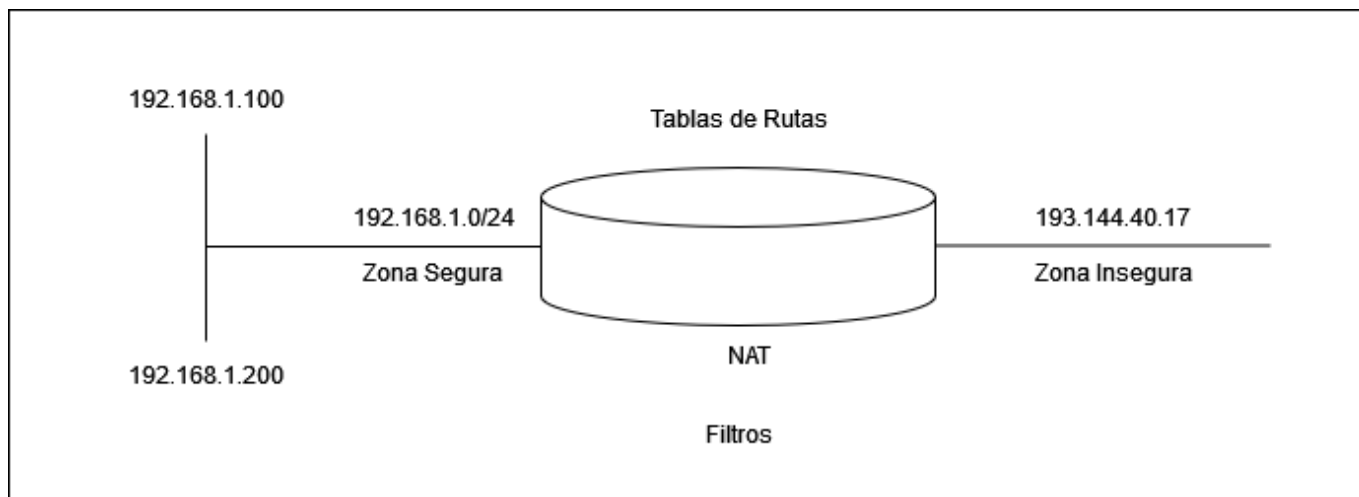 192.168.1.100
Tablas de Rutas
192.168.1.0/24
193.144.40.17
Zona Segura
Zona Insegura
NAT
192.168.1.200
Filtros